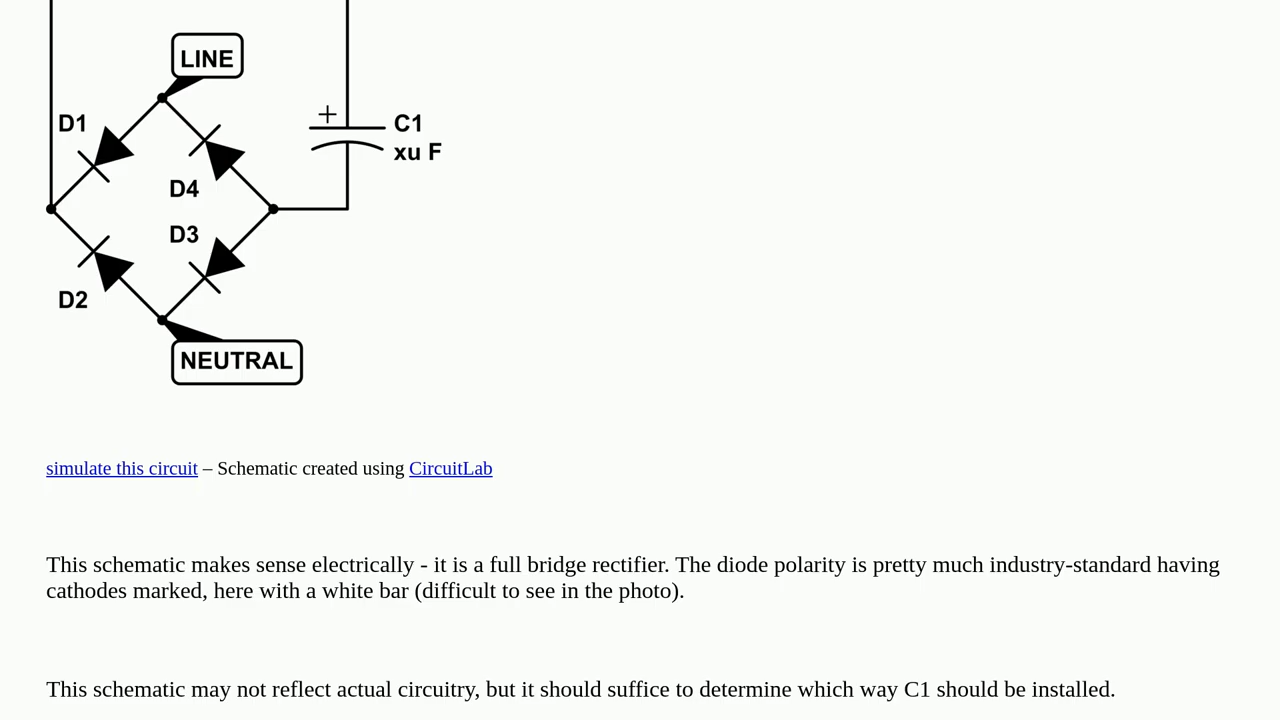 LINE
D1
+
C1
xu F
D4
D3
D2
NEUTRAL
simulate this circuit – Schematic created using CircuitLab
This schematic makes sense electrically - it is a full bridge rectifier. The diode polarity is pretty much industry-standard having
cathodes marked, here with a white bar (difficult to see in the photo).
This schematic may not reflect actual circuitry, but it should suffice to determine which way C1 should be installed.